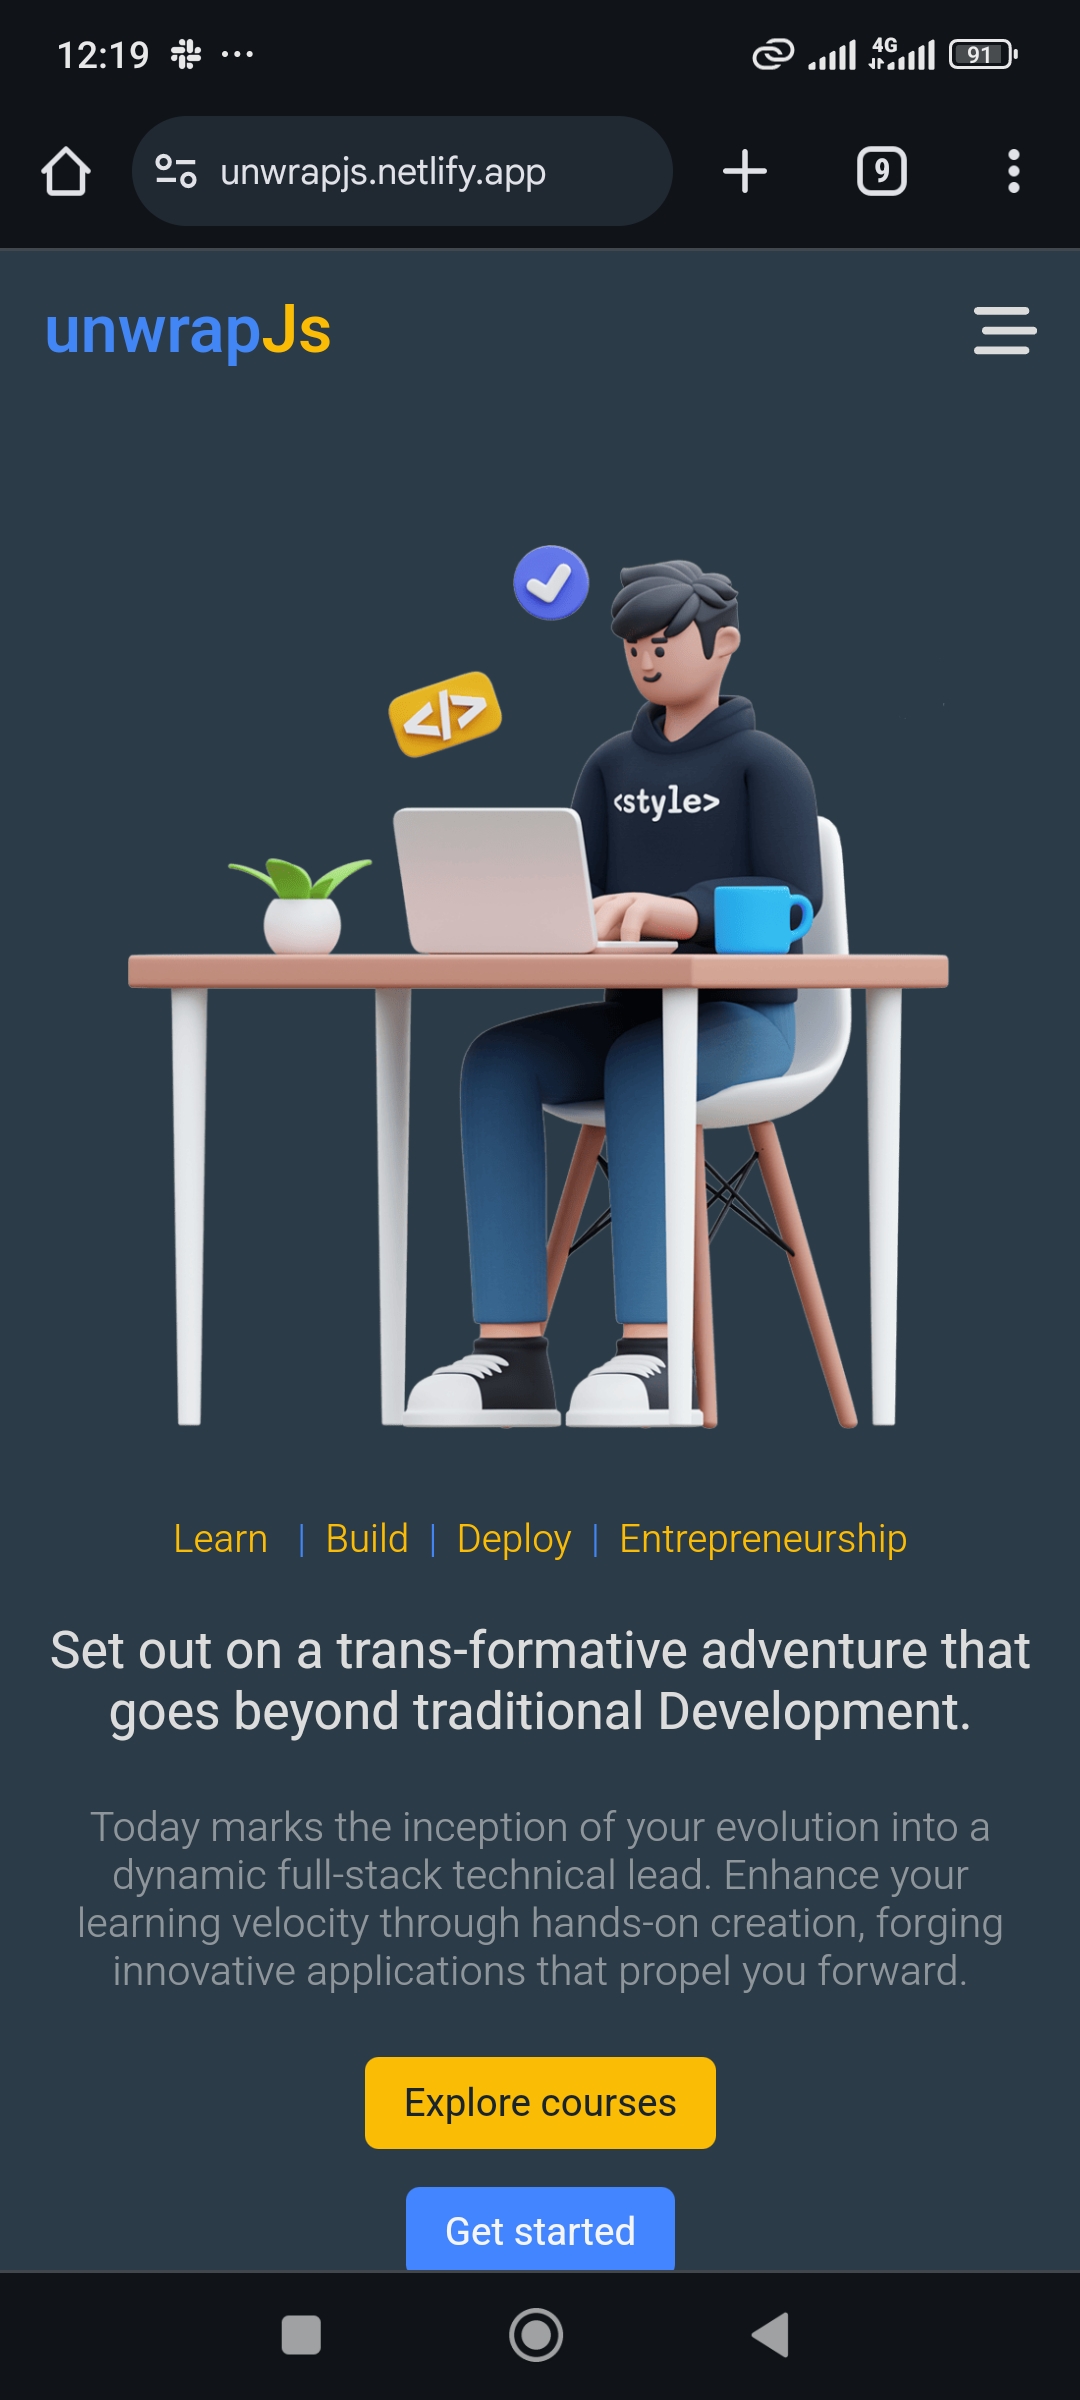 12:19
4G
91
unwrapjs.netlify.app
9
unwrapJs
</>
<style>
Learn | Build | Deploy | Entrepreneurship
Set out on a trans-formative adventure that
goes beyond traditional Development.
Today marks the inception of your evolution into a
dynamic full-stack technical lead. Enhance your
learning velocity through hands-on creation, forging
innovative applications that propel you forward.
Explore courses
Get started